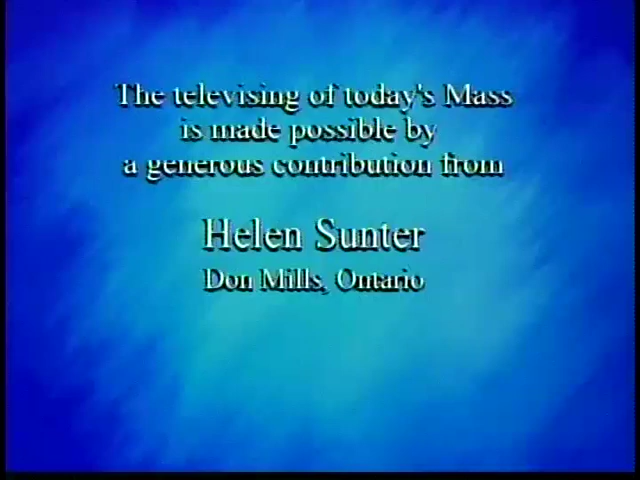 The televising of today's Mass
is made possible by
a generous contribution from
Helen Sunter
Don Mills, Ontario